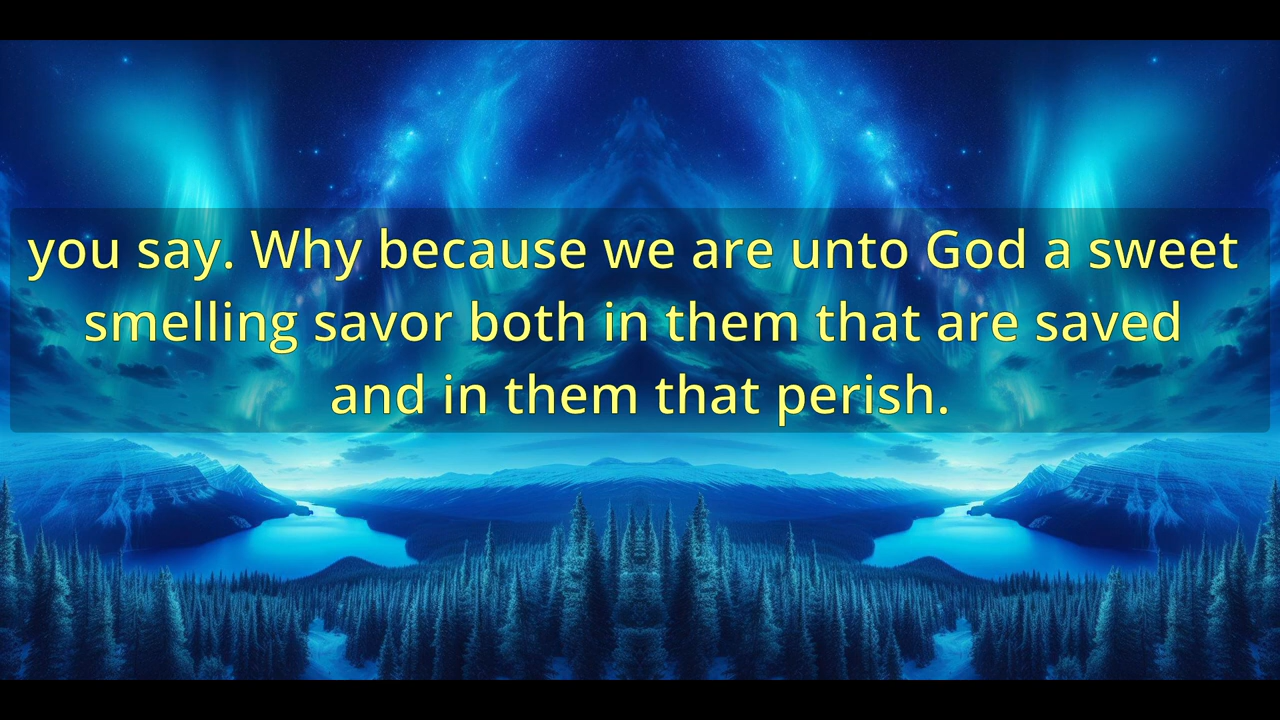 you say. Why because we are unto God a sweet
smelling savor both in them that are saved
and in them that perish.